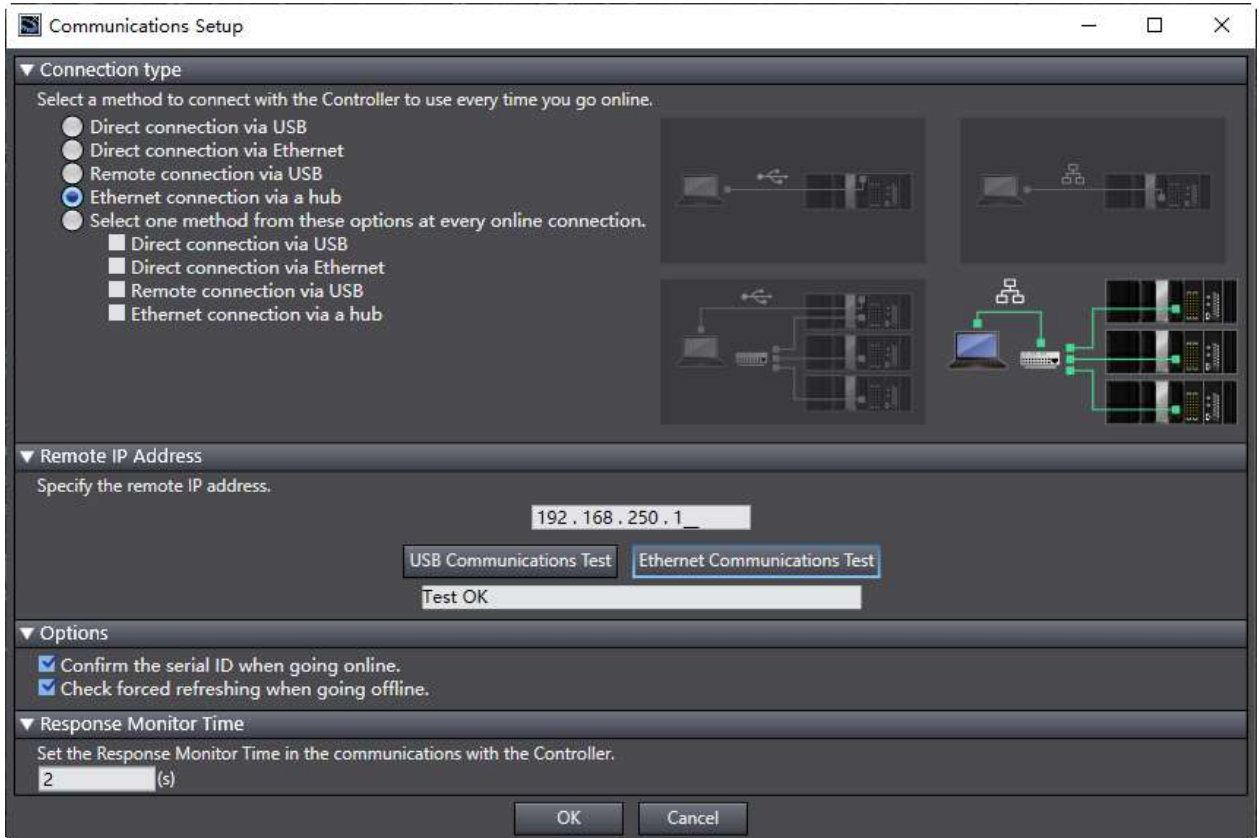 Communications Setup
Connection type
Select a method to connect with the Controller to use every time you go online.
Direct connection via USB
Direct connection via Ethernet
Remote connection via USB
Ethernet connection via a hub
Select one method from these options at every online connection.
Direct connection via USB
Direct connection via Ethernet
Remote connection via USB
Ethernet connection via a hub
Remote IP Address
Specify the remote IP address.
192 . 168 . 250 . 1__
USB Communications Test Ethernet Communications Test
Test OK
Options
Confirm the serial ID when going online.
Check forced refreshing when going offline.
Response Monitor Time
Set the Response Monitor Time in the communications with the Controller.
2 (s)
OK Cancel